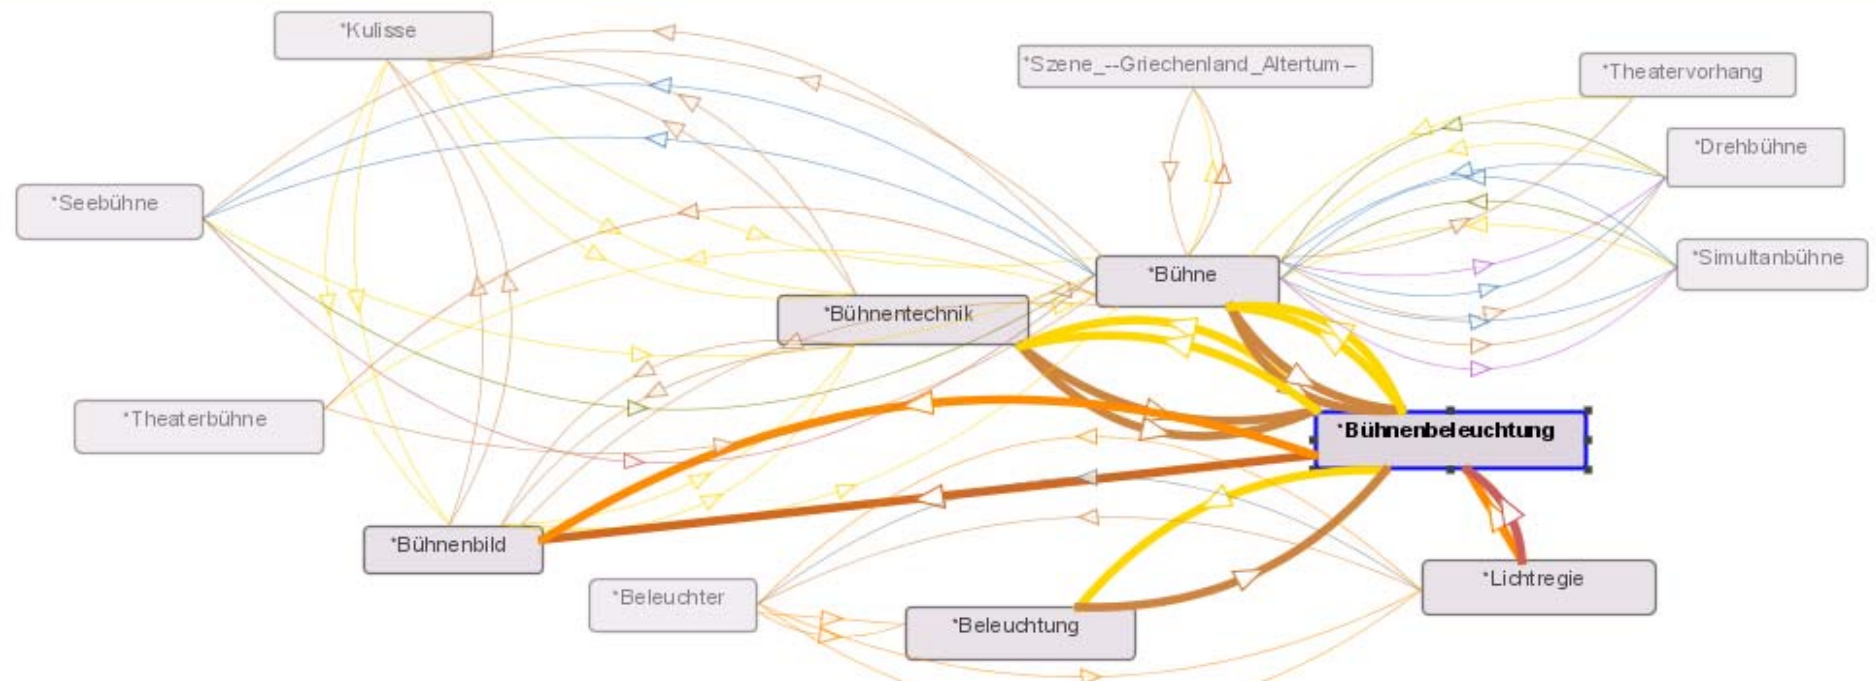 *Kulisse
*Szene_--Griechenland_Altertum –
*Theatervorhang
*Drehbühne
*Seebühne
*Simultanbühne
*Bühne
*Bühnentechnik
*Theaterbühne
*Bühnenbeleuchtung
*Bühnenbild
*Lichtregie
*Beleuchter
*Beleuchtung